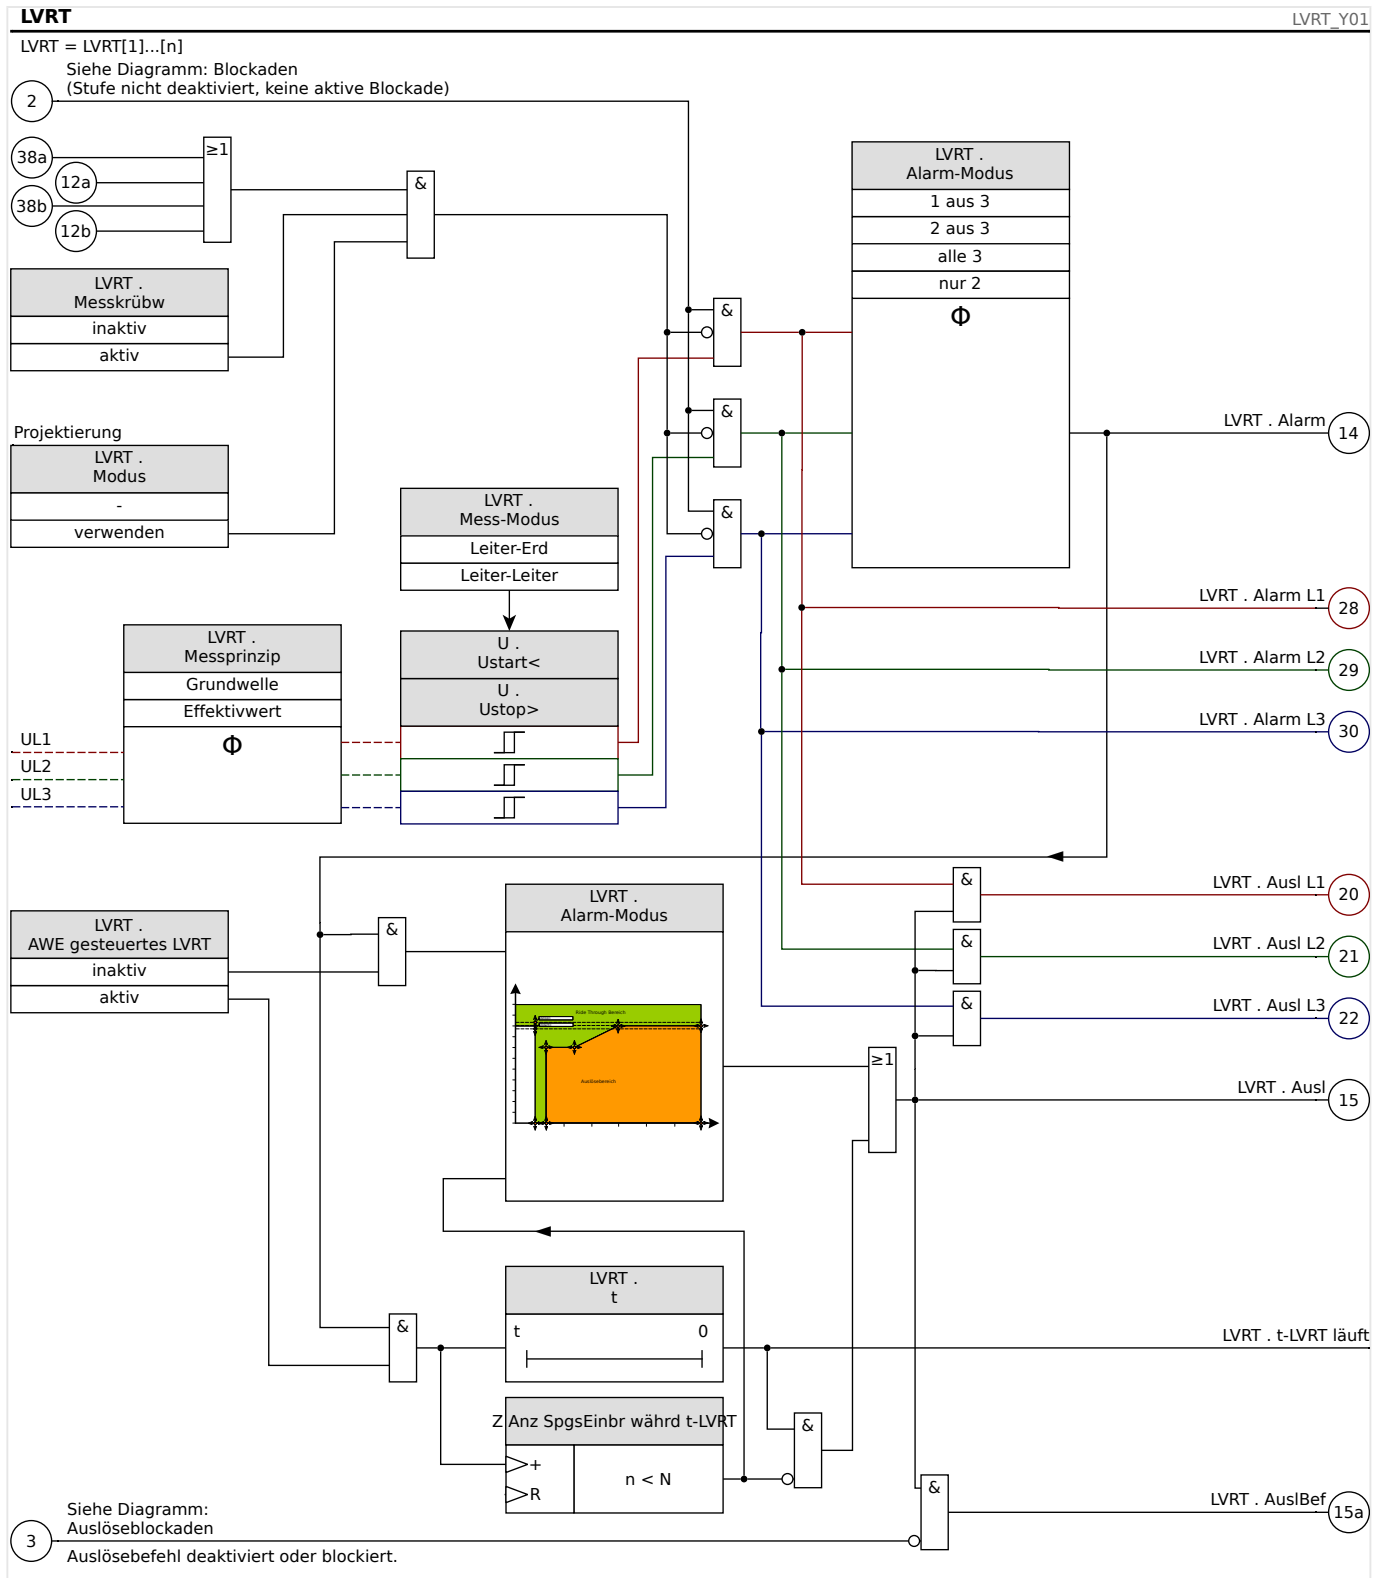 LVRT
LVRT_Y01
LVRT = LVRT[1]...[n]
Siehe Diagramm: Blockaden
(Stufe nicht deaktiviert, keine aktive Blockade)
2
38a
12a
38b
12b
≥1
&
LVRT .
Alarm-Modus
1 aus 3
2 aus 3
alle 3
nur 2
Φ
LVRT .
Messkrübw
inaktiv
aktiv
&
&
&
Projektierung
LVRT .
Modus
-
verwenden
LVRT . Alarm
14
LVRT .
Mess-Modus
Leiter-Erd
Leiter-Leiter
LVRT . Alarm L1
28
LVRT . Alarm L2
29
LVRT . Alarm L3
30
LVRT .
Messprinzip
Grundwelle
Effektivwert
Φ
U .
Ustart<
U .
Ustop>
UL1
UL2
UL3
LVRT .
AWE gesteuertes LVRT
inaktiv
aktiv
&
LVRT .
Alarm-Modus
Ride Through Bereich
Auslösebereich
&
LVRT . Ausl L1
20
&
LVRT . Ausl L2
21
&
LVRT . Ausl L3
22
≥1
LVRT . Ausl
15
LVRT .
t
t
0
&
LVRT . t-LVRT läuft
Z Anz SpgsEinbr währd t-LVRT
+
R
n < N
&
&
LVRT . AuslBef
15a
Siehe Diagramm:
Auslöseblockaden
3
Auslösebefehl deaktiviert oder blockiert.